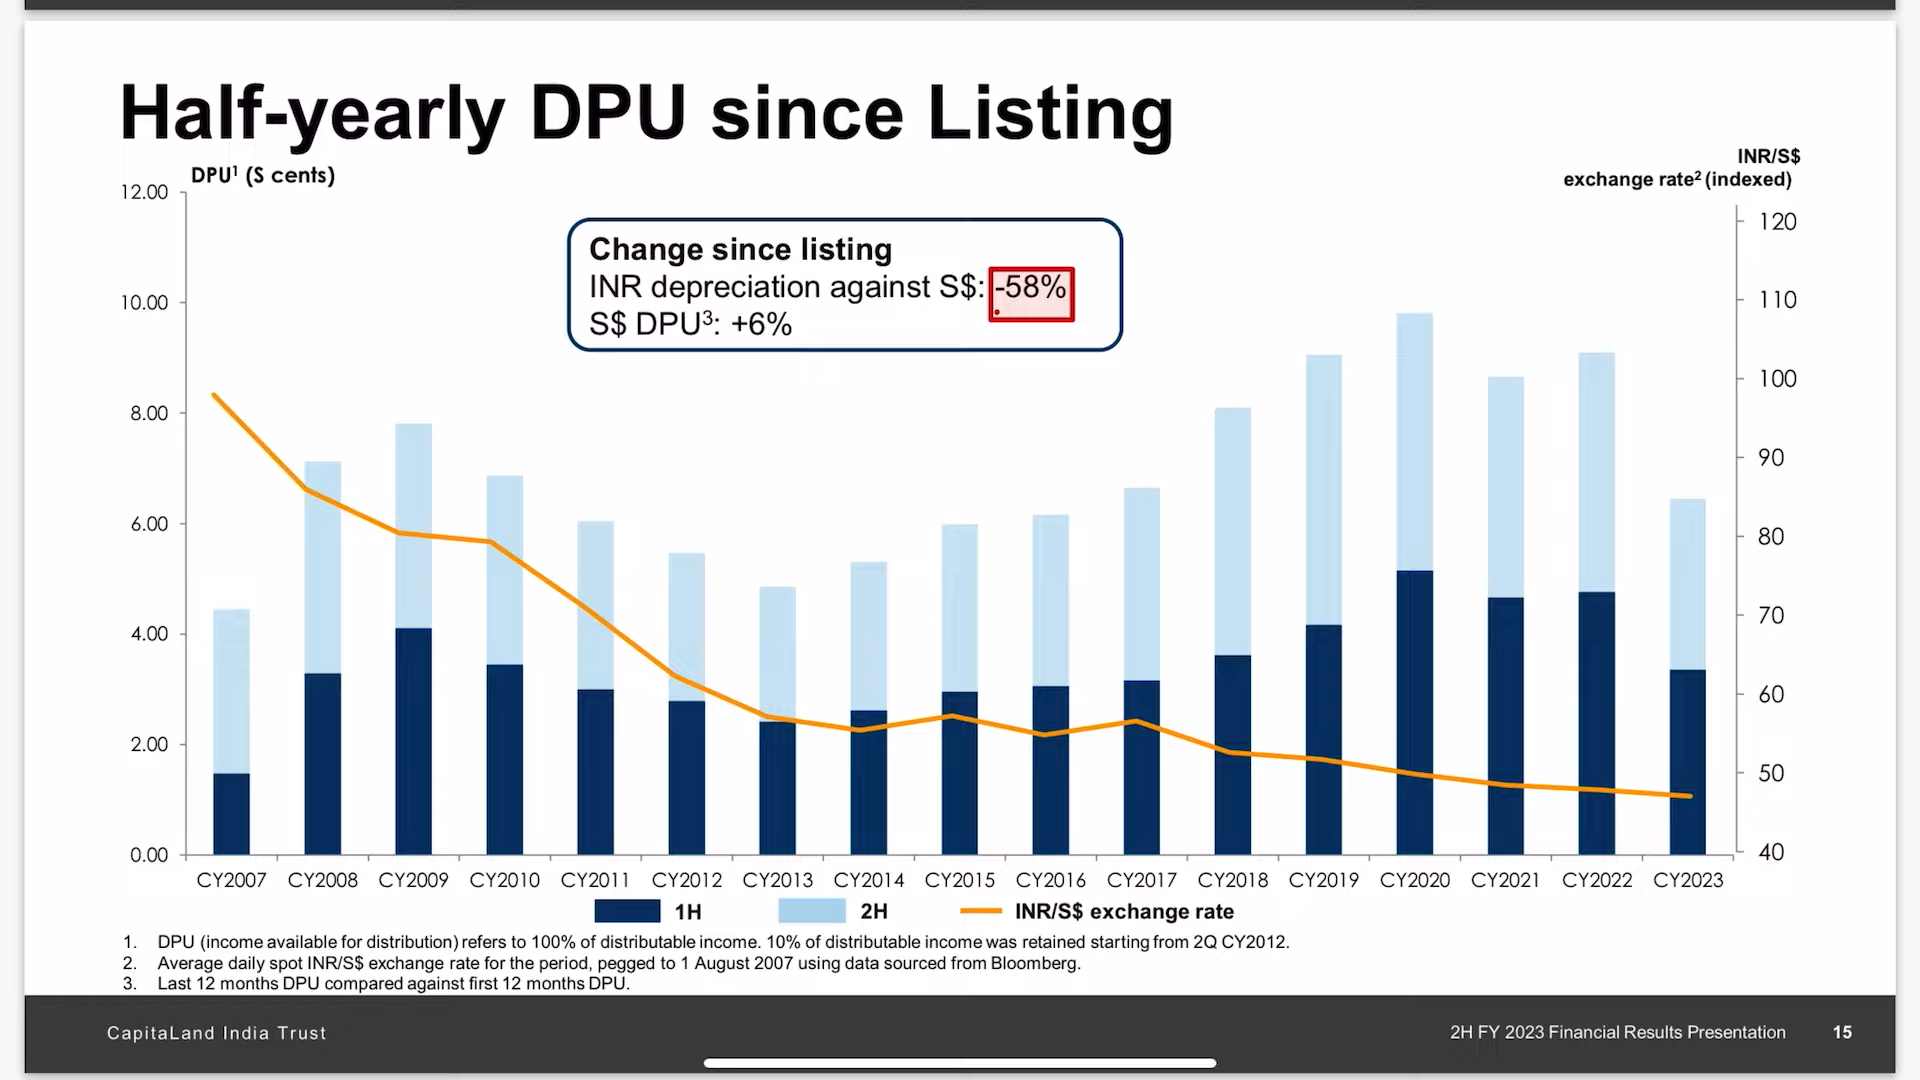 Half-yearly DPU since Listing
DPU¹ (S cents)
INR/S$
exchange rate² (indexed)
12.00
10.00
8.00
6.00
4.00
2.00
0.00
120
110
100
90
80
70
60
50
40
Change since listing
INR depreciation against S$: -58%
S$ DPU³: +6%
CY2007 CY2008 CY2009 CY2010 CY2011 CY2012 CY2013 CY2014 CY2015 CY2016 CY2017 CY2018 CY2019 CY2020 CY2021 CY2022 CY2023
1H 2H INR/S$ exchange rate
1. DPU (income available for distribution) refers to 100% of distributable income. 10% of distributable income was retained starting from 2Q CY2012.
2. Average daily spot INR/S$ exchange rate for the period, pegged to 1 August 2007 using data sourced from Bloomberg.
3. Last 12 months DPU compared against first 12 months DPU.
CapitaLand India Trust
2H FY 2023 Financial Results Presentation 15